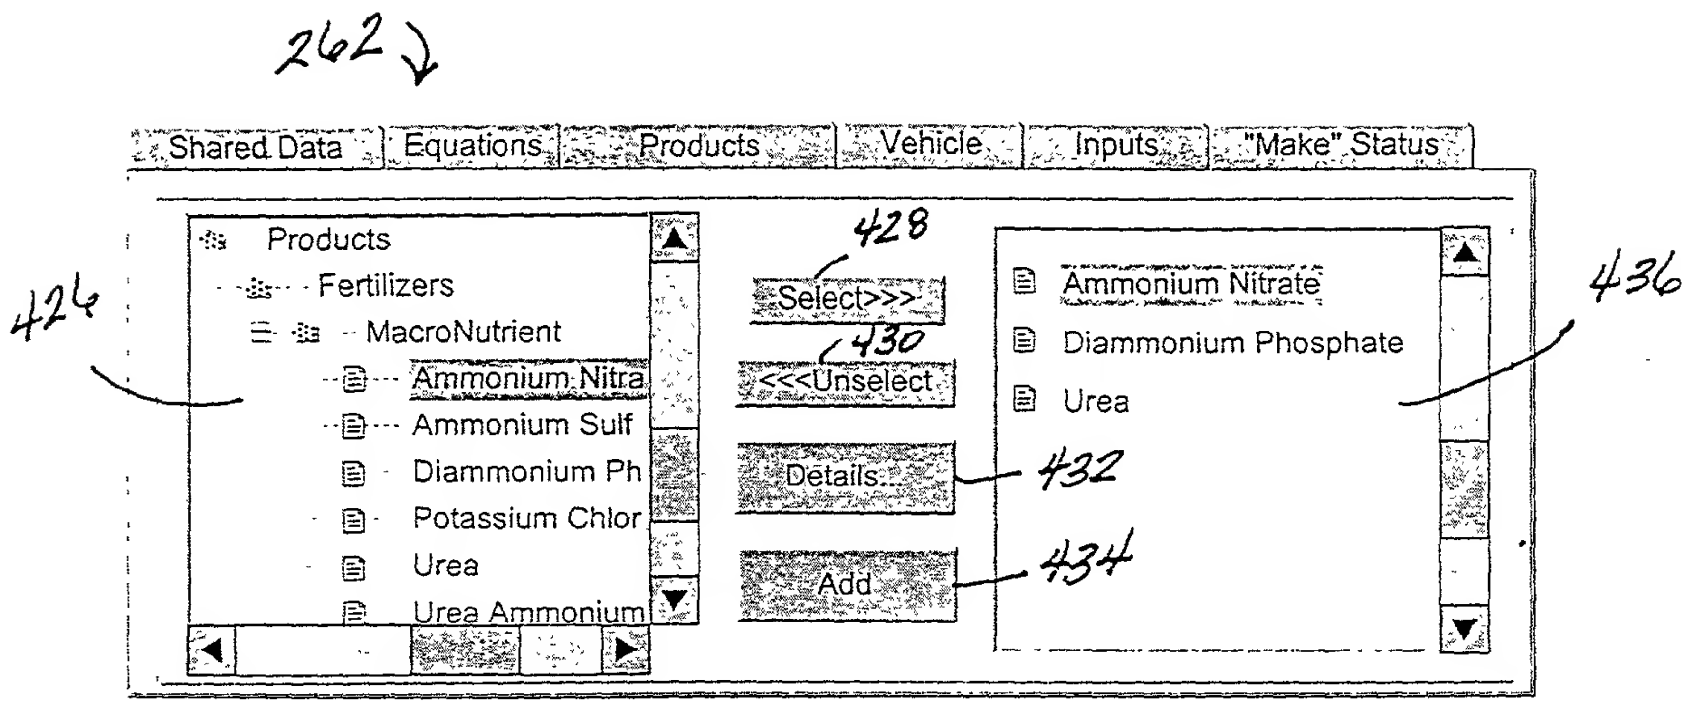 262
Shared Data Equations Products Vehicle Inputs "Make" Status
Products
Fertilizers
MacroNutrient
Ammonium Nitra
Ammonium Sulf
Diammonium Ph
Potassium Chlor
Urea
Urea Ammonium
426
428
Select>>>
430
<<<Unselect
Details...
432
Add
434
Ammonium Nitrate
Diammonium Phosphate
Urea
436